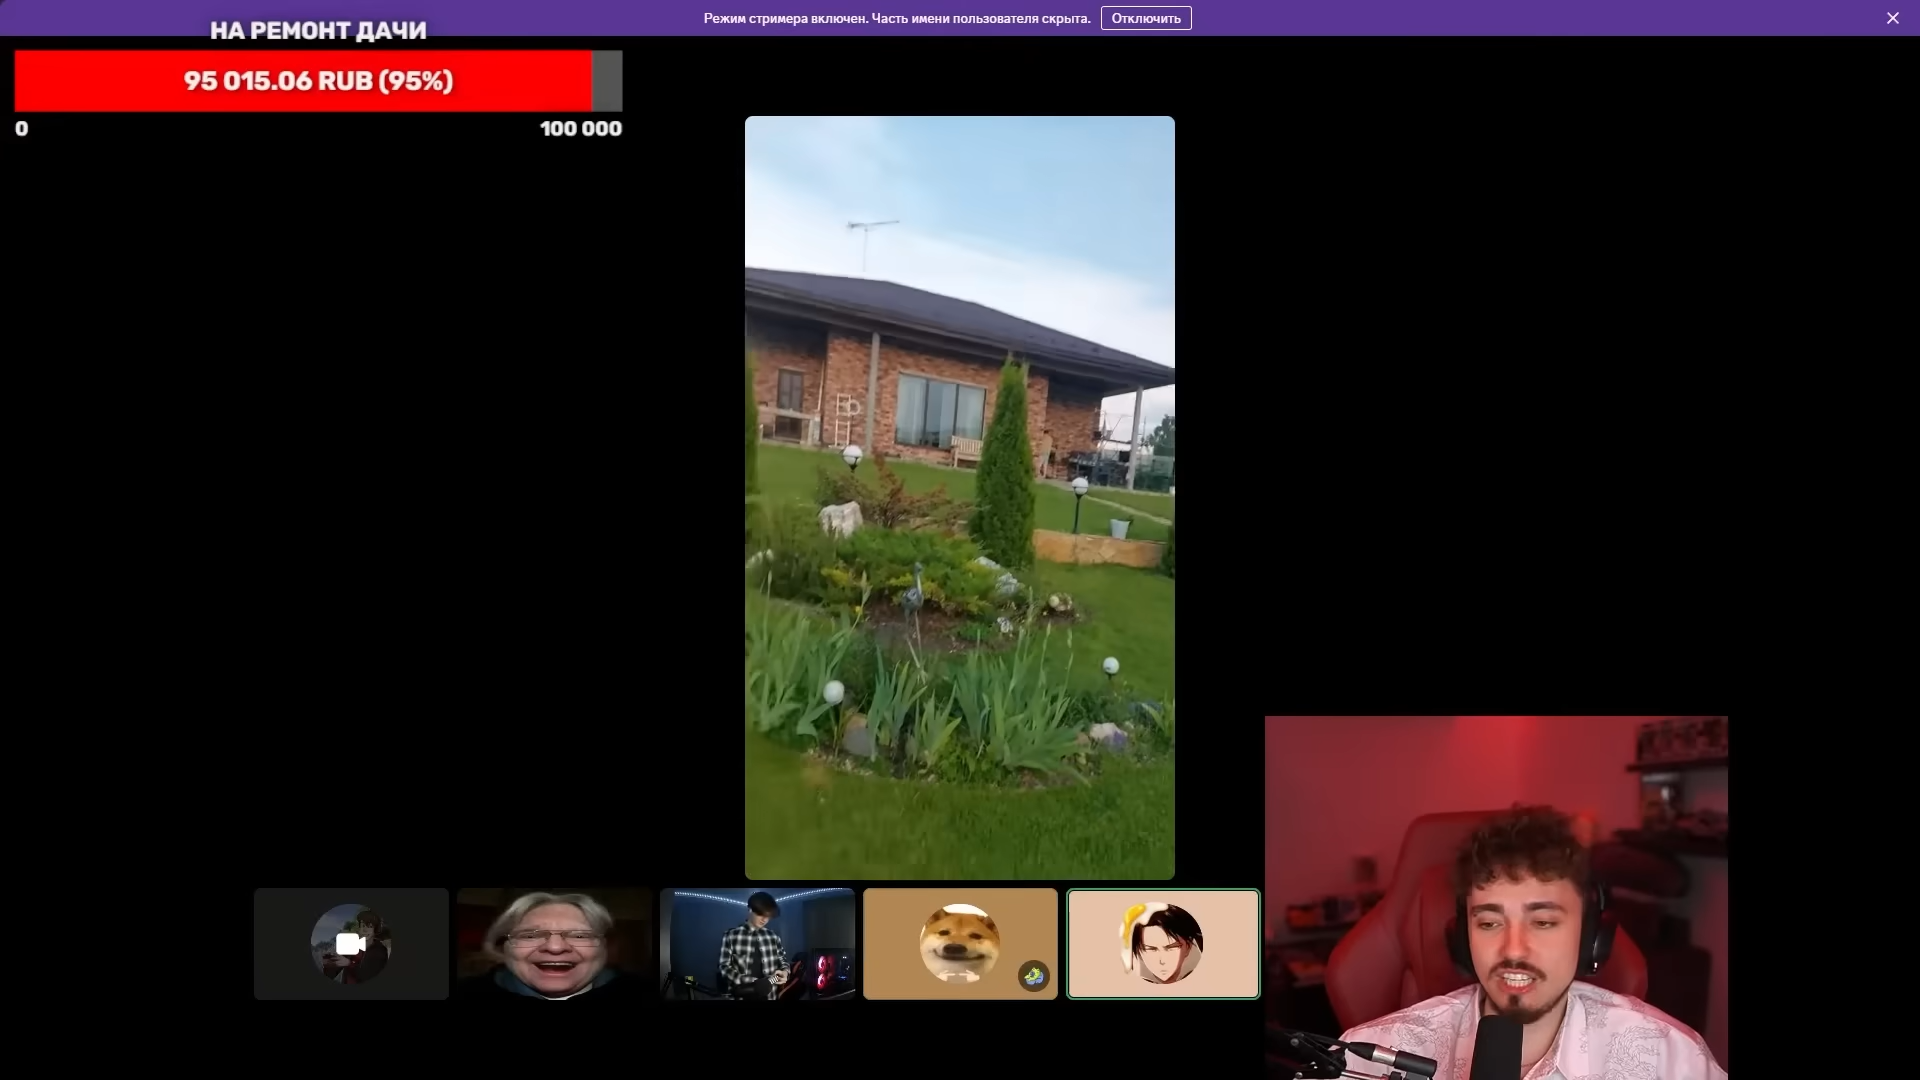 Режим стримера включен. Часть имени пользователя скрыта.
Отключить
НА РЕМОНТ ДАЧИ
95 015.06 RUB (95%)
0
100 000